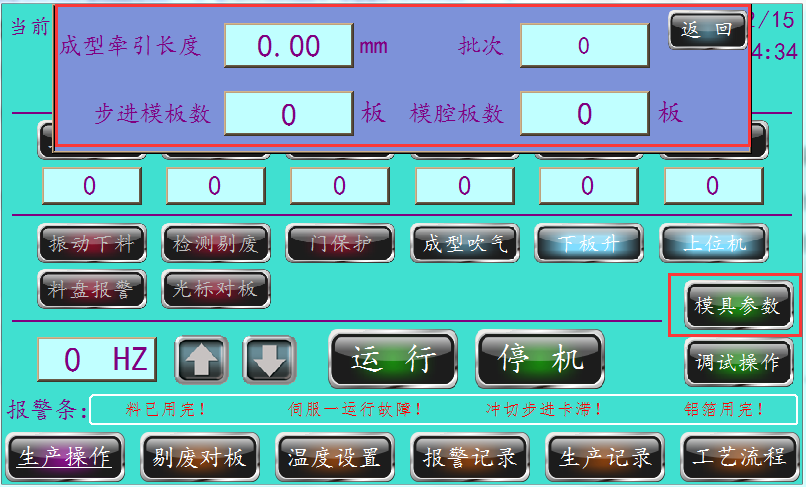 当前
2/15
4:34
返 回
成型牵引长度 0.00 mm 批次 0
步进模板数 0 板 模腔板数 0 板
0 0 0 0 0 0
振动下料 检测剔废 门保护 成型吹气 下板升 上位机
料盘报警 光标对板
模具参数
0 HZ 运 行 停 机 调试操作
报警条: 料已用完! 伺服一运行故障! 冲切步进卡滞! 铝箔用完!
生产操作 剔废对板 温度设置 报警记录 生产记录 工艺流程